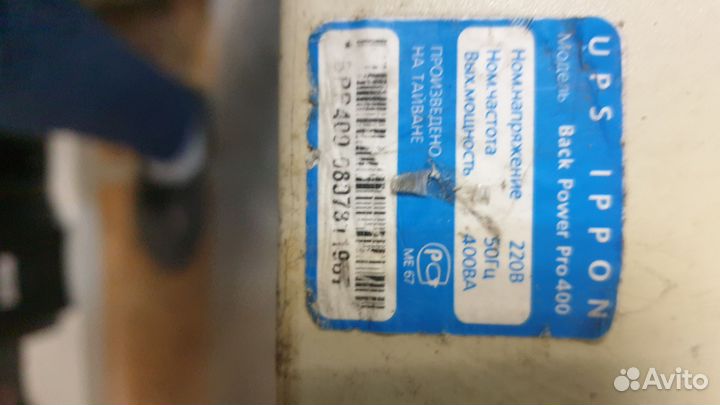 UPS IPPON
Модель Back Power Pro 400
Ном.напряжение 220В
Ном.частота 50Гц
Вых.мощность 400ВА
ПРОИЗВЕДЕНО
НА ТАЙВАНЕ
РС
МЕ 67
Avito